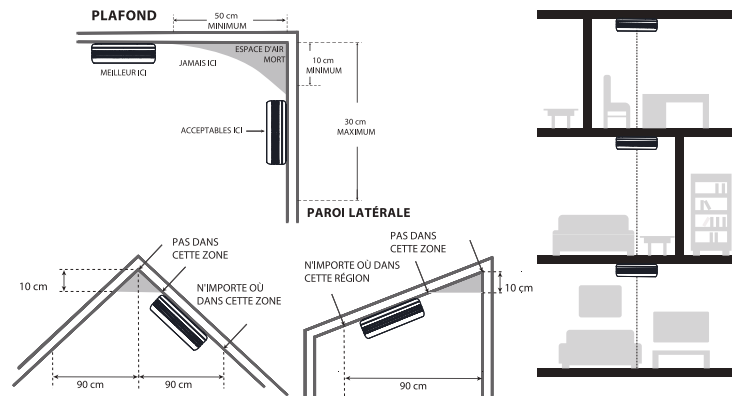 PLAFOND
50 cm
MINIMUM
ESPACE D'AIR
MORT
JAMAIS ICI
MEILLEUR ICI
10 cm
MINIMUM
ACCEPTABLES ICI
30 cm
MAXIMUM
PAROI LATÉRALE
PAS DANS
CETTE ZONE
10 cm
N'IMPORTE OÙ
DANS CETTE ZONE
90 cm
90 cm
PAS DANS
CETTE ZONE
N'IMPORTE OÙ DANS
CETTE RÉGION
10 çm
90 cm